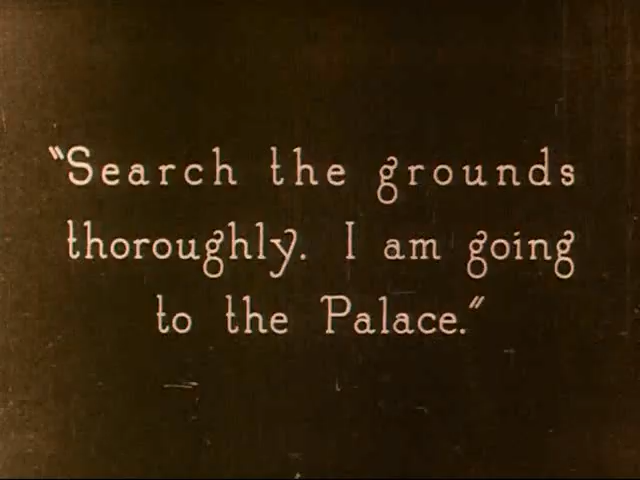 "Search the grounds
thoroughly. I am going
to the Palace."